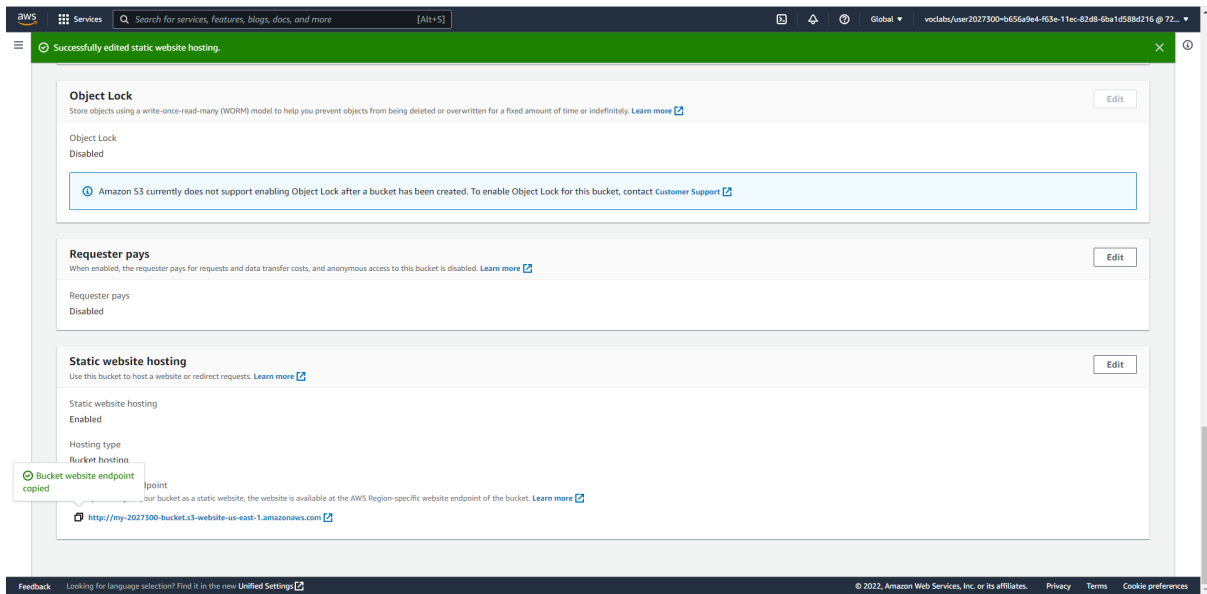 aws Services Search for services, features, blogs, docs, and more [Alt+S] Global ▼ voclabs/user2027300=b656a9e4-f63e-11ec-82d8-6ba1d588d216 @ 72... ▼
Successfully edited static website hosting.
Object Lock Edit
Store objects using a write-once-read-many (WORM) model to help you prevent objects from being deleted or overwritten for a fixed amount of time or indefinitely. Learn more
Object Lock
Disabled
Amazon S3 currently does not support enabling Object Lock after a bucket has been created. To enable Object Lock for this bucket, contact Customer Support
Requester pays Edit
When enabled, the requester pays for requests and data transfer costs, and anonymous access to this bucket is disabled. Learn more
Requester pays
Disabled
Static website hosting Edit
Use this bucket to host a website or redirect requests. Learn more
Static website hosting
Enabled
Hosting type
Bucket hosting
Bucket website endpoint
copied
dpoint
our bucket as a static website, the website is available at the AWS Region-specific website endpoint of the bucket. Learn more
http://my-2027300-bucket.s3-website-us-east-1.amazonaws.com
Feedback Looking for language selection? Find it in the new Unified Settings © 2022, Amazon Web Services, Inc. or its affiliates. Privacy Terms Cookie preferences